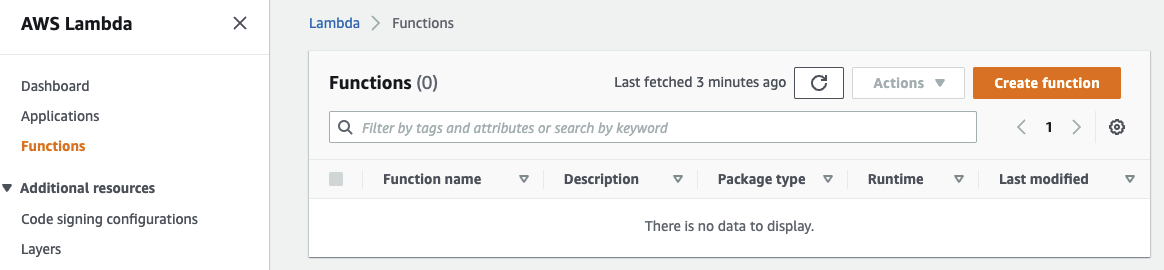 AWS Lambda
Dashboard
Applications
Functions
Additional resources
Code signing configurations
Layers
Lambda Functions
Functions (0) Last fetched 3 minutes ago Actions Create function
Filter by tags and attributes or search by keyword 1
Function name Description Package type Runtime Last modified
There is no data to display.